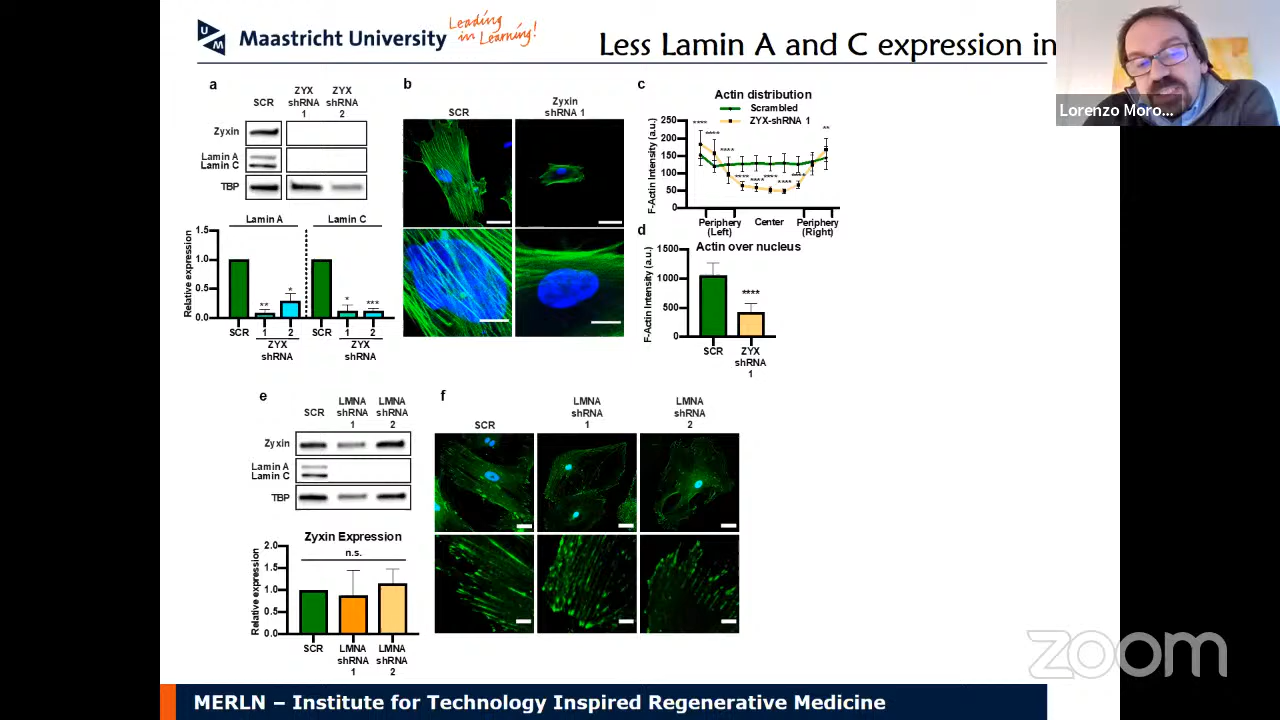 UM
Maastricht University
Leading
in Learning!
Less Lamin A and C expression in
Lorenzo Moro...
a
SCR
ZYX
shRNA
1
ZYX
shRNA
2
Zyxin
Lamin A
Lamin C
TBP
Lamin A
Lamin C
Relative expression
1.5
1.0
0.5
0.0
**
*
*
***
SCR
1
2
SCR
1
2
ZYX
shRNA
ZYX
shRNA
b
SCR
Zyxin
shRNA 1
c
Actin distribution
Scrambled
ZYX-shRNA 1
F-Actin Intensity (a.u.)
250
200
150
100
50
0
****
****
****
****
****
****
****
****
**
Periphery
(Left)
Center
Periphery
(Right)
d
Actin over nucleus
F-Actin Intensity (a.u.)
1500
1000
500
0
****
SCR
ZYX
shRNA
1
e
SCR
LMNA
shRNA
1
LMNA
shRNA
2
Zyxin
Lamin A
Lamin C
TBP
Zyxin Expression
n.s.
Relative expression
2.0
1.5
1.0
0.5
0.0
SCR
LMNA
shRNA
1
LMNA
shRNA
2
f
SCR
LMNA
shRNA
1
LMNA
shRNA
2
zoom
MERLN – Institute for Technology Inspired Regenerative Medicine